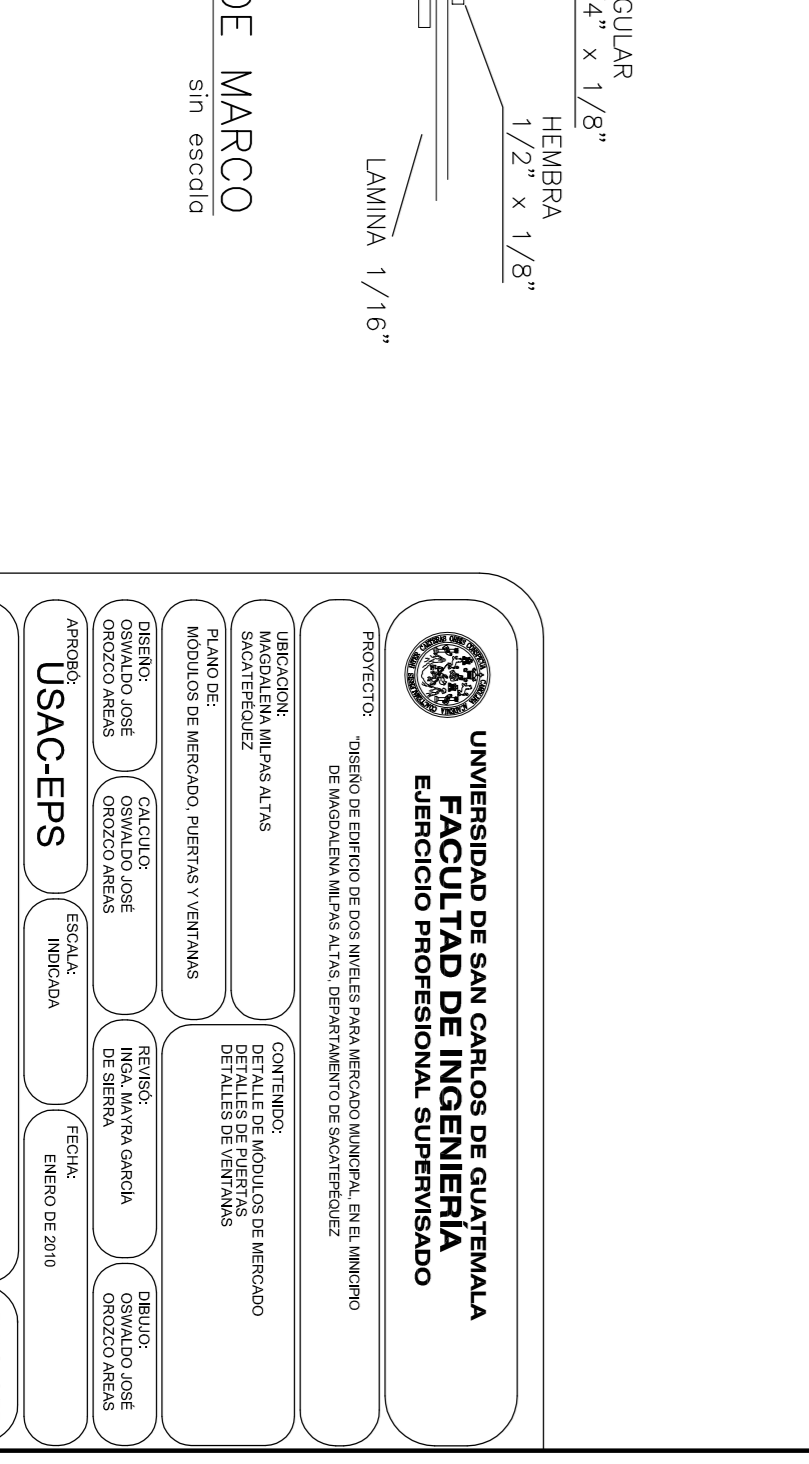 GULAR
4" x 1/8"
HEMBRA
1/2" x 1/8"
LAMINA 1/16"
DE MARCO
sin escala
UNVIERSIDAD DE SAN CARLOS DE GUATEMALA
FACULTAD DE INGENIERÍA
EJERCICIO PROFESIONAL SUPERVISADO
PROYECTO:
"DISEÑO DE EDIFICIO DE DOS NIVELES PARA MERCADO MUNICIPAL, EN EL MINICIPIO
DE MAGDALENA MILPAS ALTAS, DEPARTAMENTO DE SACATEPÉQUEZ
UBICACION:
MAGDALENA MILPAS ALTAS
SACATEPÉQUEZ
PLANO DE:
MÓDULOS DE MERCADO, PUERTAS Y VENTANAS
CONTENIDO:
DETALLE DE MÓDULOS DE MERCADO
DETALLES DE PUERTAS
DETALLES DE VENTANAS
DISEÑO:
OSWALDO JOSÉ
OROZCO AREAS
CALCULO:
OSWALDO JOSÉ
OROZCO AREAS
REVISÓ:
INGA. MAYRA GARCÍA
DE SIERRA
DIBUJO:
OSWALDO JOSÉ
OROZCO AREAS
APROBÓ:
USAC-EPS
ESCALA:
INDICADA
FECHA:
ENERO DE 2010